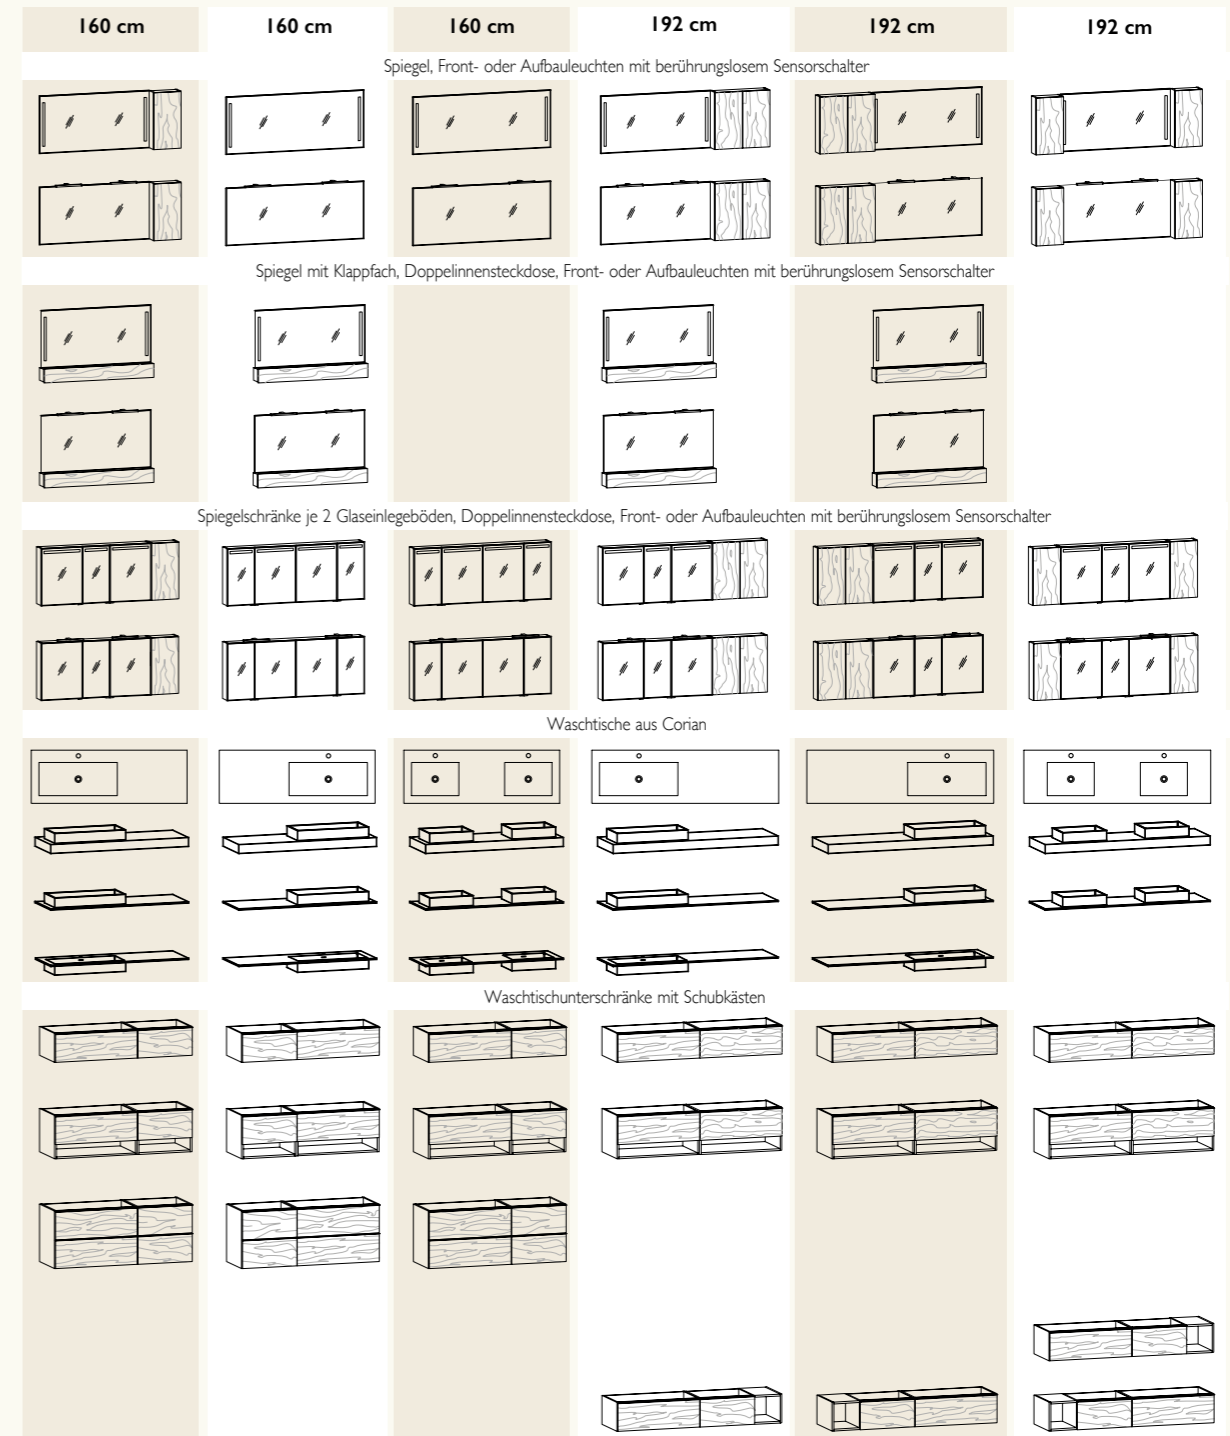 160 cm 160 cm 160 cm 192 cm 192 cm 192 cm
Spiegel, Front- oder Aufbauleuchten mit berührungslosem Sensorschalter
Spiegel mit Klappfach, Doppelinnensteckdose, Front- oder Aufbauleuchten mit berührungslosem Sensorschalter
Spiegelschränke je 2 Glaseinlegeböden, Doppelinnensteckdose, Front- oder Aufbauleuchten mit berührungslosem Sensorschalter
Waschtische aus Corian
Waschtischunterschränke mit Schubkästen